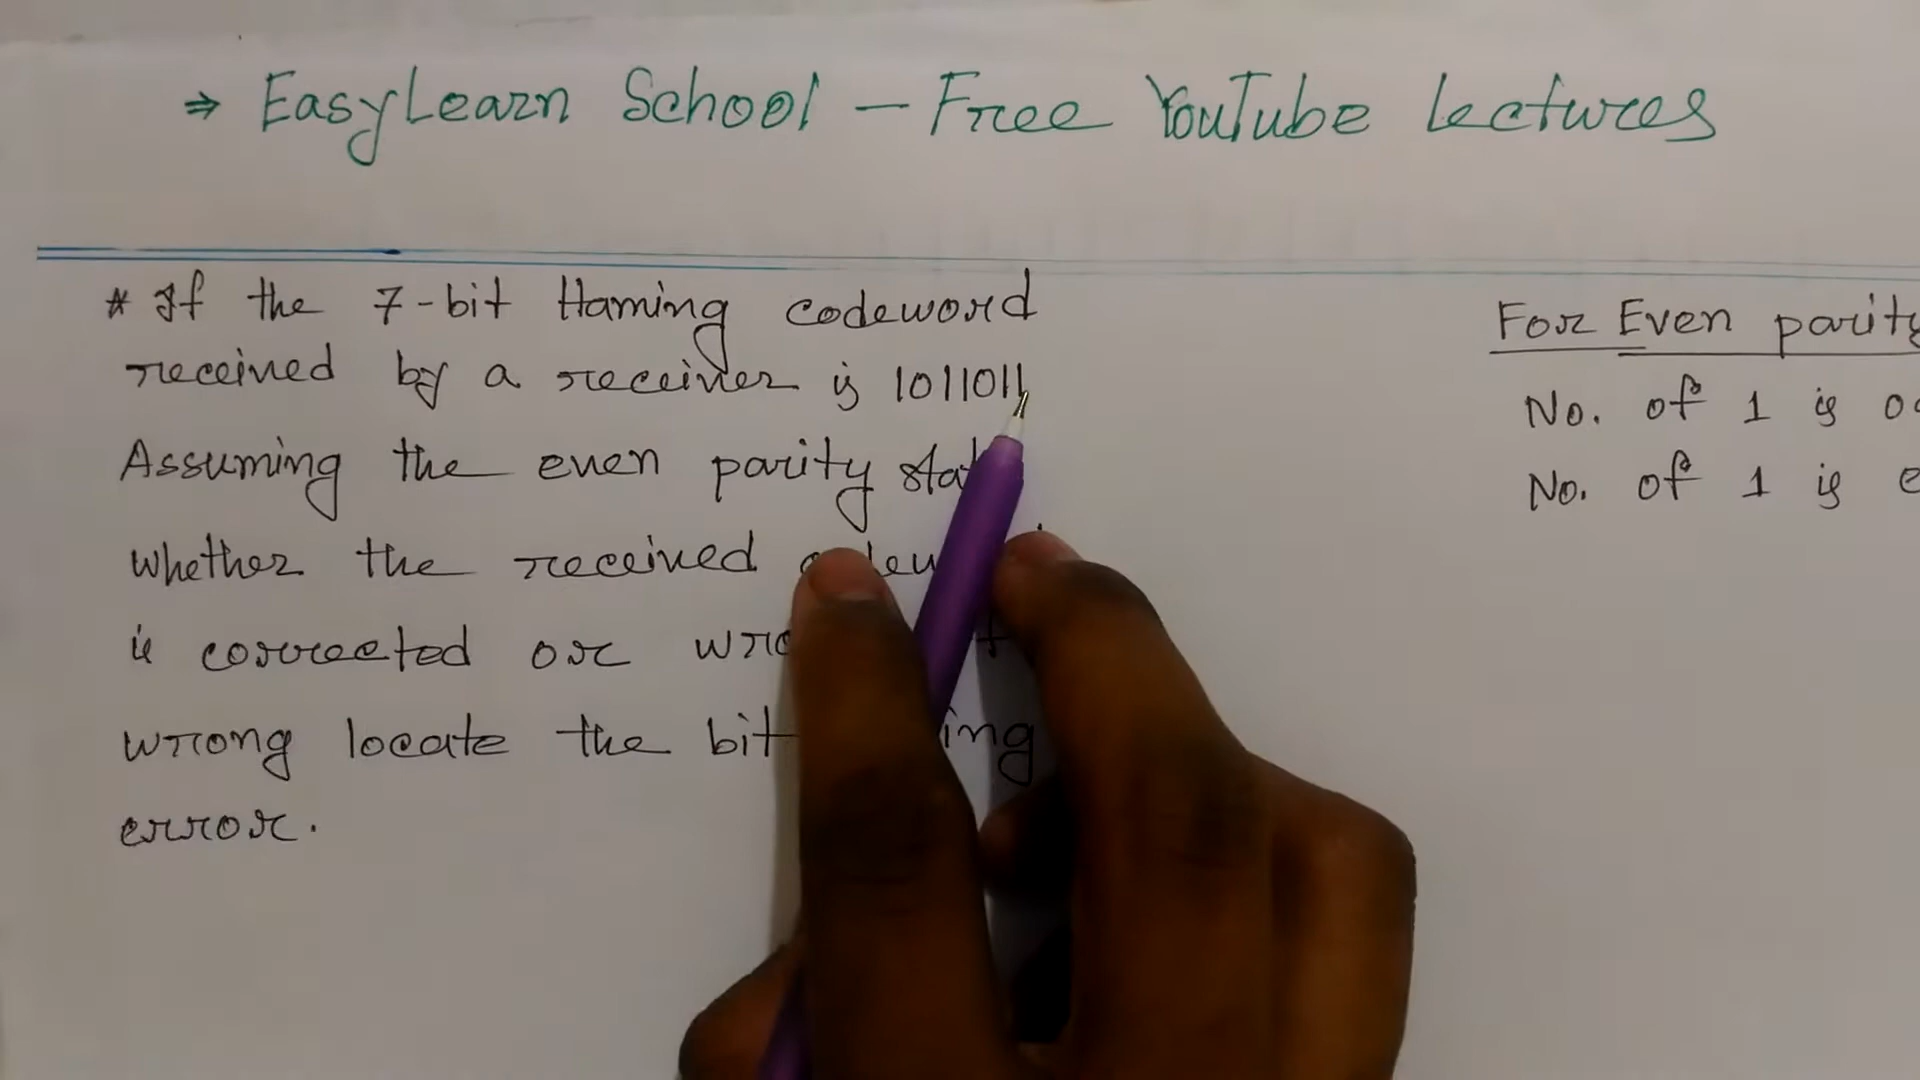 ⇒ EasyLearn School - Free YouTube Lectures
* If the 7-bit Haming codeword
received by a receiver is 1011011
Assuming the even parity
whether the received
is corrected or
wrong locate the bit
error.
For Even parity
No. of 1 is
No. of 1 is